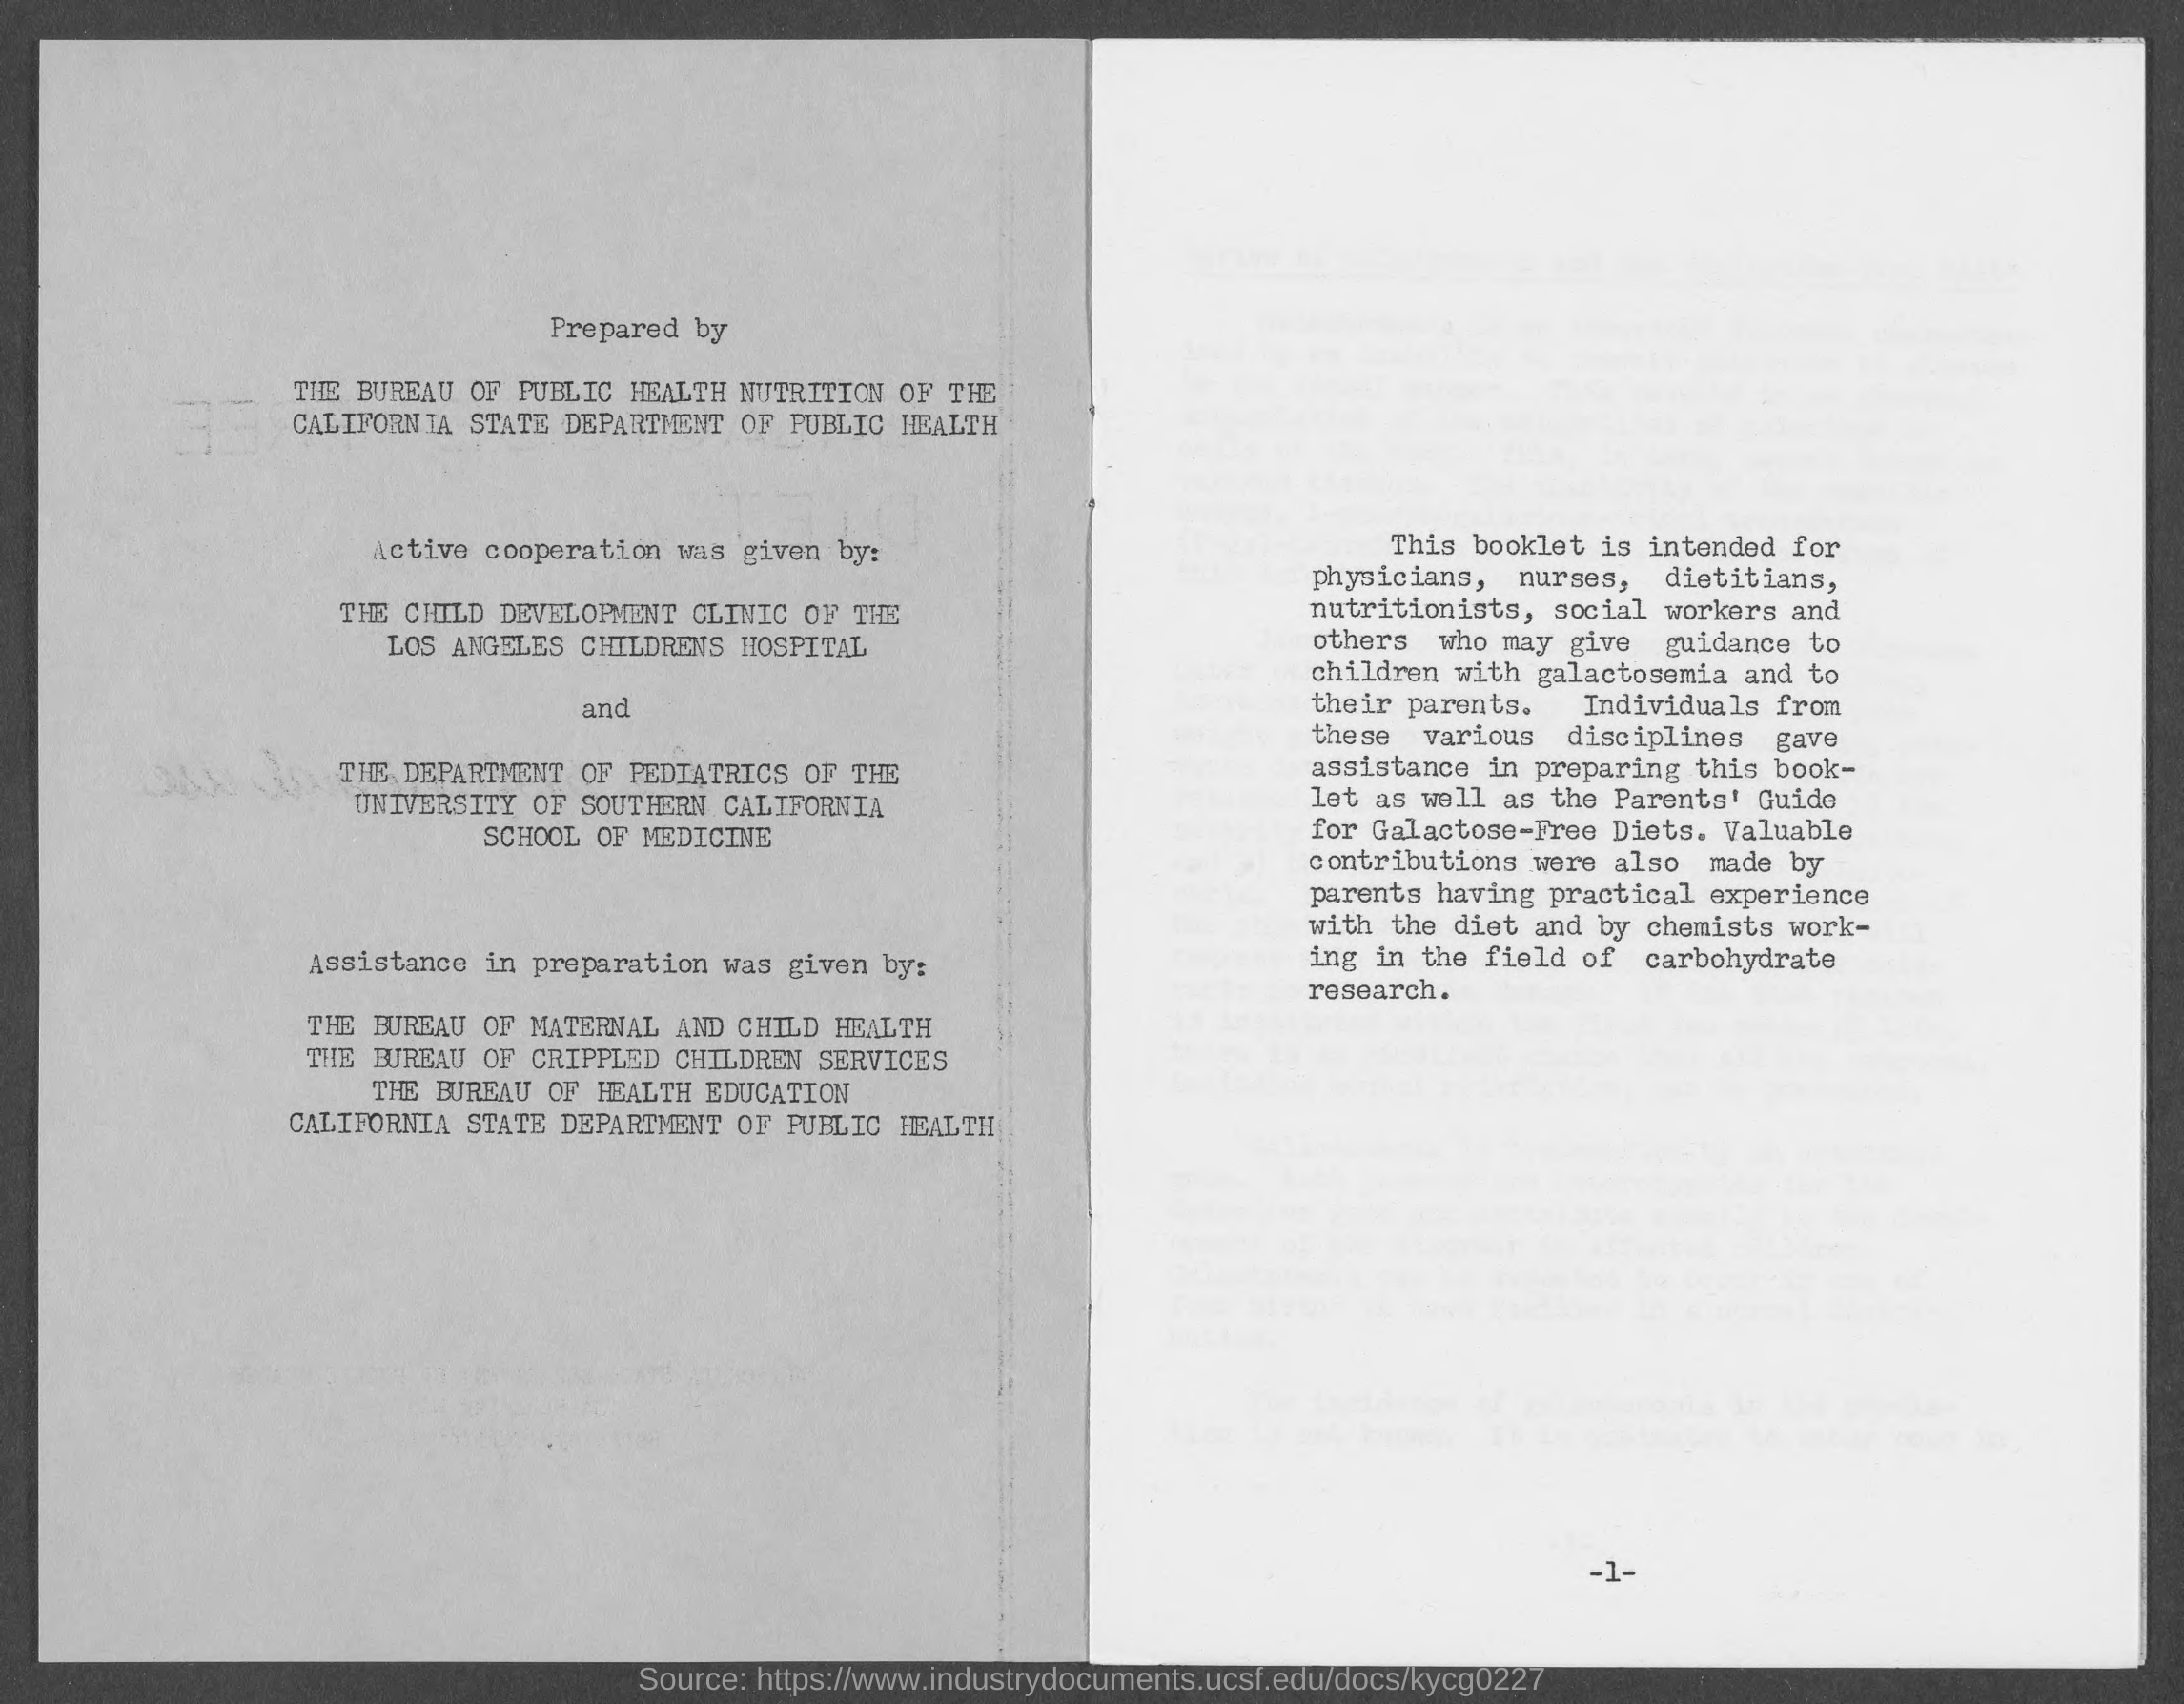 Prepared by
THE BUREAU OF PUBLIC HEALTH NUTRITION OF THE
CALIFORNIA STATE DEPARTMENT OF PUBLIC HEALTH
Active cooperation was given by:
THE CHILD DEVELOPMENT CLINIC OF THE
LOS ANGELES CHILDRENS HOSPITAL
and
THE DEPARTMENT OF PEDIATRICS OF THE
UNIVERSITY OF SOUTHERN CALIFORNIA
SCHOOL OF MEDICINE
Assistance in preparation was given by:
THE BUREAU OF MATERNAL AND CHILD HEALTH
THE BUREAU OF CRIPPLED CHILDREN SERVICES
THE BUREAU OF HEALTH EDUCATION
CALIFORNIA STATE DEPARTMENT OF PUBLIC HEALTH
This booklet is intended for
physicians, nurses, dietitians,
nutritionists, social workers and
others who may give guidance to
children with galactosemia and to
their parents. Individuals from
these various disciplines gave
assistance in preparing this book-
let as well as the Parents' Guide
for Galactose-Free Diets. Valuable
contributions were also made by
parents having practical experience
with the diet and by chemists work-
ing in the field of carbohydrate
research.
-1-
Source: https://www.industrydocuments.ucsf.edu/docs/kycg0227